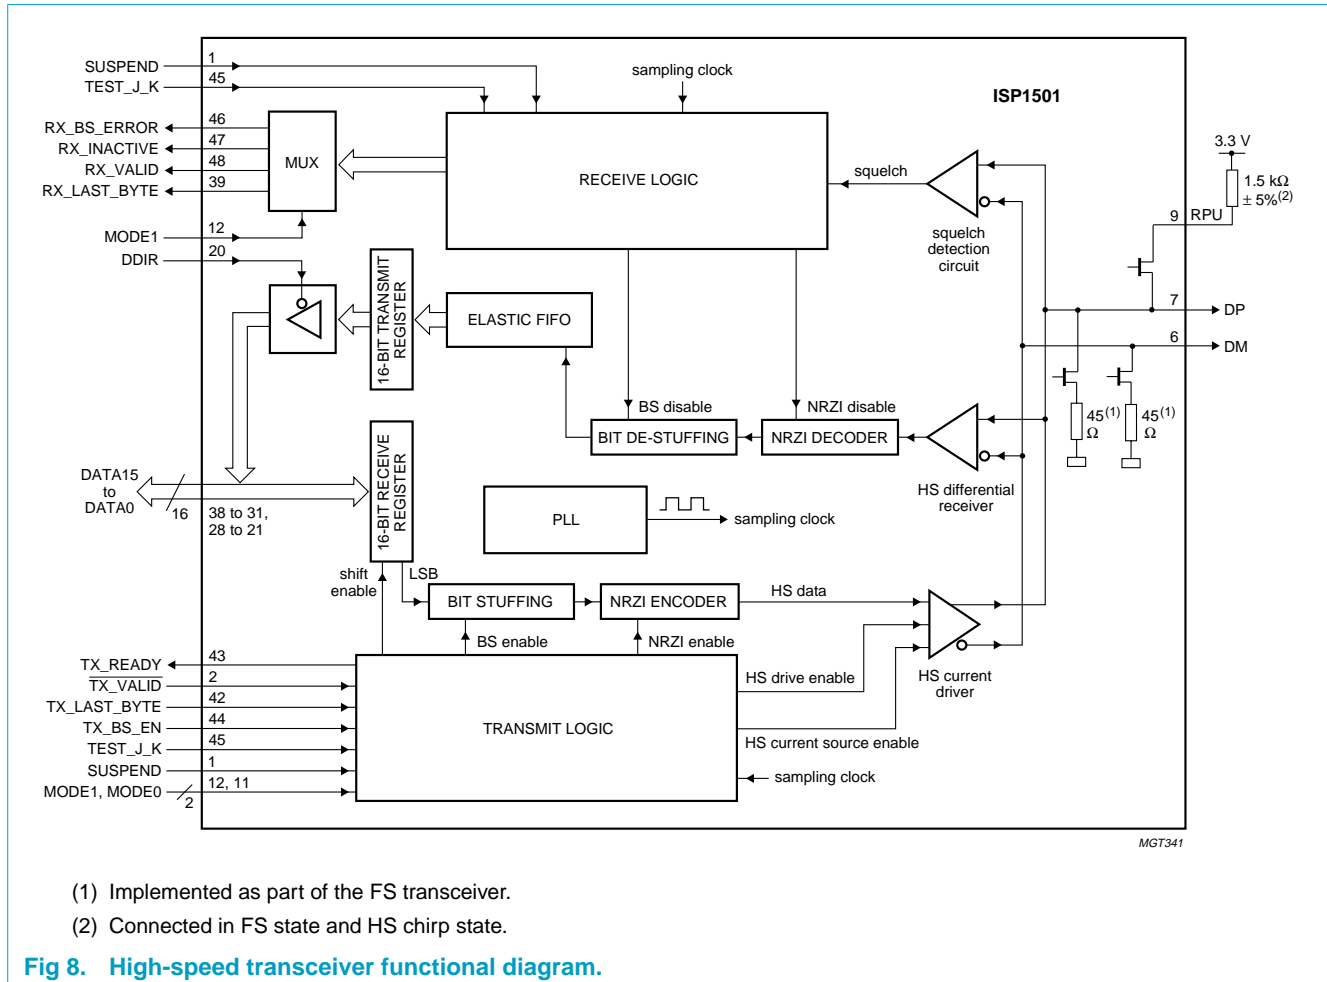 SUSPEND
1
TEST_J_K
45
sampling clock
ISP1501
RX_BS_ERROR
46
RX_INACTIVE
47
RX_VALID
48
RX_LAST_BYTE
39
MUX
RECEIVE LOGIC
squelch
squelch
detection
circuit
3.3 V
1.5 kΩ
± 5%(2)
9
RPU
MODE1
12
DDIR
20
16-BIT TRANSMIT
REGISTER
ELASTIC FIFO
7
DP
6
DM
BS disable
NRZI disable
BIT DE-STUFFING
NRZI DECODER
45(1)
Ω
45(1)
Ω
HS differential
receiver
DATA15
to
DATA0
16
38 to 31,
28 to 21
16-BIT RECEIVE
REGISTER
PLL
sampling clock
shift
enable
LSB
BIT STUFFING
NRZI ENCODER
HS data
BS enable
NRZI enable
HS current
driver
TX_READY
43
TX_VALID
2
TX_LAST_BYTE
42
TX_BS_EN
44
TEST_J_K
45
SUSPEND
1
MODE1, MODE0
2
12, 11
TRANSMIT LOGIC
HS drive enable
HS current source enable
sampling clock
MGT341
(1) Implemented as part of the FS transceiver.
(2) Connected in FS state and HS chirp state.
Fig 8. High-speed transceiver functional diagram.